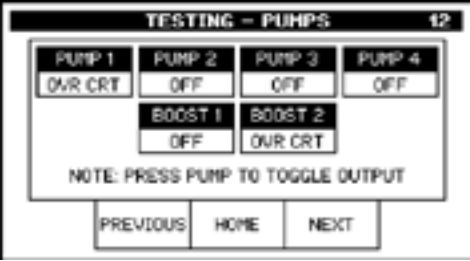 TESTING - PUMPS 12
PUMP 1 PUMP 2 PUMP 3 PUMP 4
OVR CRT OFF OFF OFF
BOOST 1 BOOST 2
OFF OVR CRT
NOTE: PRESS PUMP TO TOGGLE OUTPUT
PREVIOUS HOME NEXT